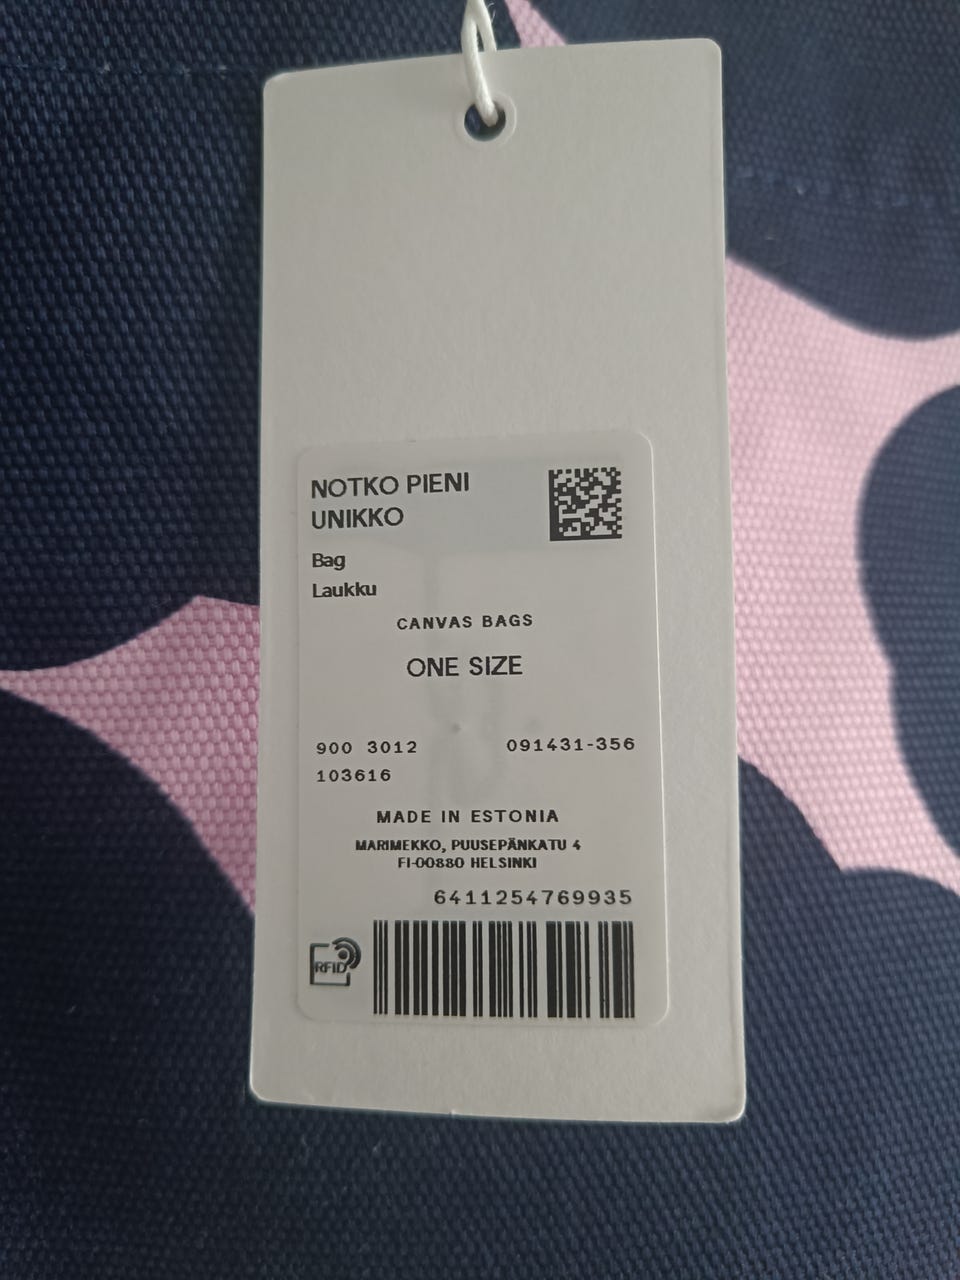 NOTKO PIENI
UNIKKO
Bag
Laukku
CANVAS BAGS
ONE SIZE
900 3012 091431-356
103616
MADE IN ESTONIA
MARIMEKKO, PUUSEPÄNKATU 4
FI-00880 HELSINKI
6411254769935
RFID